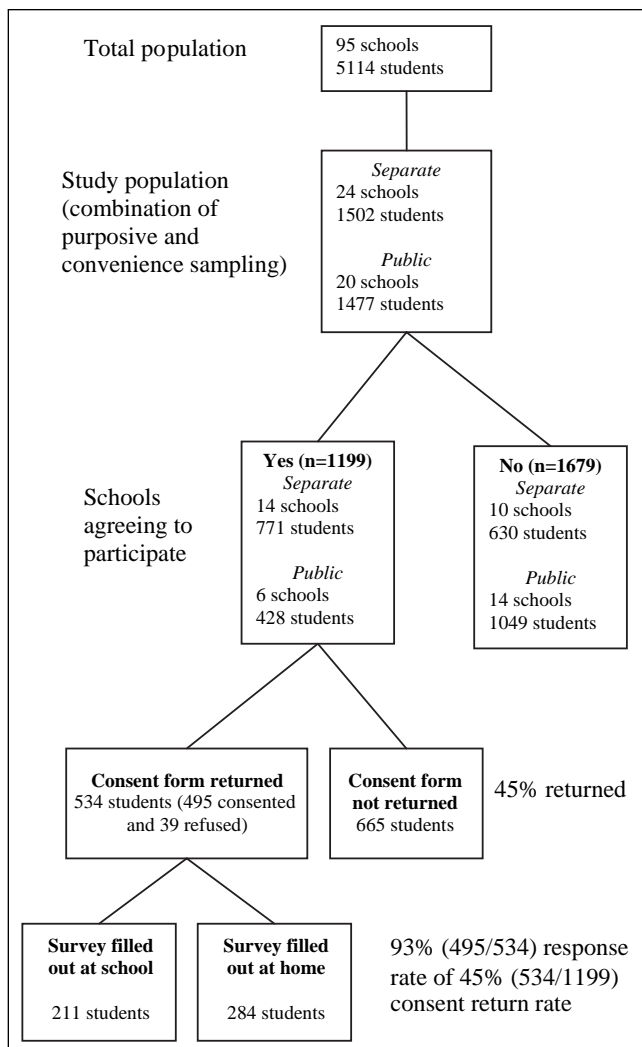 Total population
95 schools
5114 students
Study population
(combination of
purposive and
convenience sampling)
Separate
24 schools
1502 students
Public
20 schools
1477 students
Schools
agreeing to
participate
Yes (n=1199)
Separate
14 schools
771 students
Public
6 schools
428 students
No (n=1679)
Separate
10 schools
630 students
Public
14 schools
1049 students
Consent form returned
534 students (495 consented
and 39 refused)
Consent form
not returned
665 students
45% returned
Survey filled
out at school
211 students
Survey filled
out at home
284 students
93% (495/534) response
rate of 45% (534/1199)
consent return rate